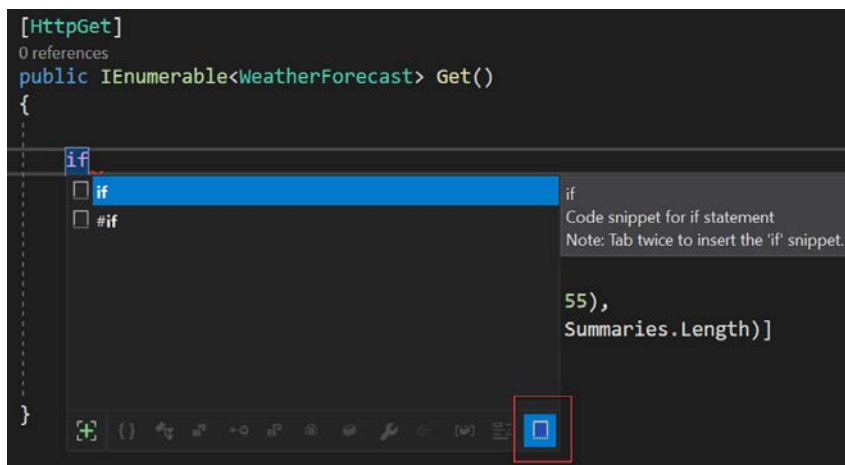 [HttpGet]
0 references
public IEnumerable<WeatherForecast> Get()
{
if
if
#if
if
Code snippet for if statement
Note: Tab twice to insert the 'if' snippet.
55),
Summaries.Length)]
}